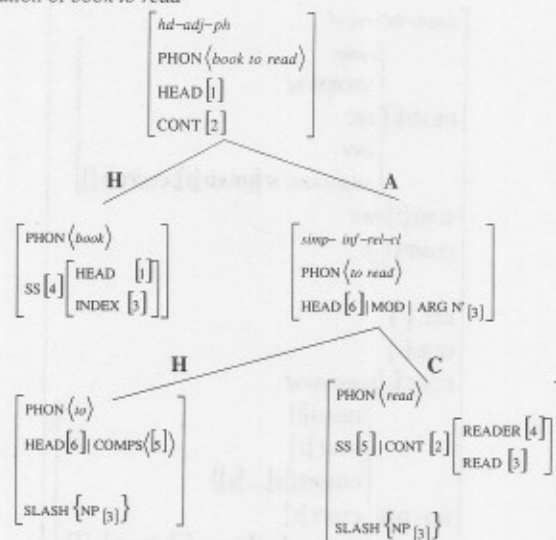 book to read
hd–adj–ph
PHON ⟨book to read⟩
HEAD [1]
CONT [2]
H
A
PHON ⟨book⟩
SS [4] [HEAD [1]
INDEX [3]]
simp– inf–rel–cl
PHON ⟨to read⟩
HEAD [6] | MOD | ARG N' [3]
H
C
PHON ⟨to⟩
HEAD [6] | COMPS⟨[5]⟩
SLASH {NP [3]}
PHON ⟨read⟩
SS [5] | CONT [2] [READER [4]
READ [3]]
SLASH {NP [3]}